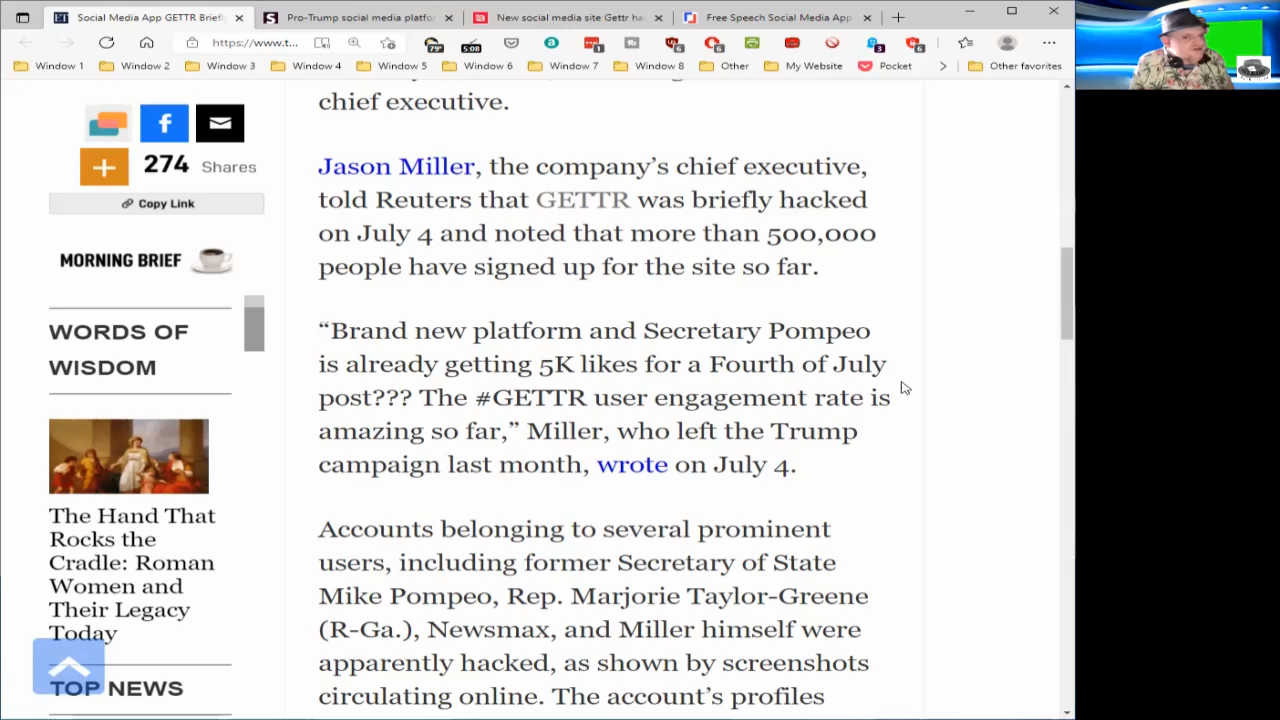 Social Media App GETTR Briefl
Pro-Trump social media platfo
New social media site Gettr ha
Free Speech Social Media App
https://www.t...
79°
5:08
1
6
6
3
6
Window 1
Window 2
Window 3
Window 4
Window 5
Window 6
Window 7
Window 8
Other
My Website
Pocket
Other favorites
274 Shares
Copy Link
MORNING BRIEF
WORDS OF
WISDOM
The Hand That
Rocks the
Cradle: Roman
Women and
Their Legacy
Today
TOP NEWS
chief executive.
Jason Miller, the company’s chief executive,
told Reuters that GETTR was briefly hacked
on July 4 and noted that more than 500,000
people have signed up for the site so far.
“Brand new platform and Secretary Pompeo
is already getting 5K likes for a Fourth of July
post??? The #GETTR user engagement rate is
amazing so far,” Miller, who left the Trump
campaign last month, wrote on July 4.
Accounts belonging to several prominent
users, including former Secretary of State
Mike Pompeo, Rep. Marjorie Taylor-Greene
(R-Ga.), Newsmax, and Miller himself were
apparently hacked, as shown by screenshots
circulating online. The account’s profiles